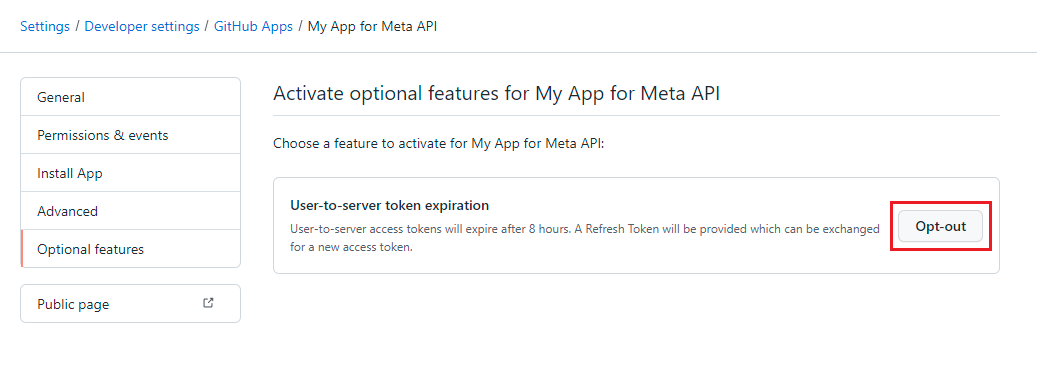 Settings / Developer settings / GitHub Apps / My App for Meta API
General
Permissions & events
Install App
Advanced
Optional features
Public page
Activate optional features for My App for Meta API
Choose a feature to activate for My App for Meta API:
User-to-server token expiration
User-to-server access tokens will expire after 8 hours. A Refresh Token will be provided which can be exchanged
for a new access token.
Opt-out